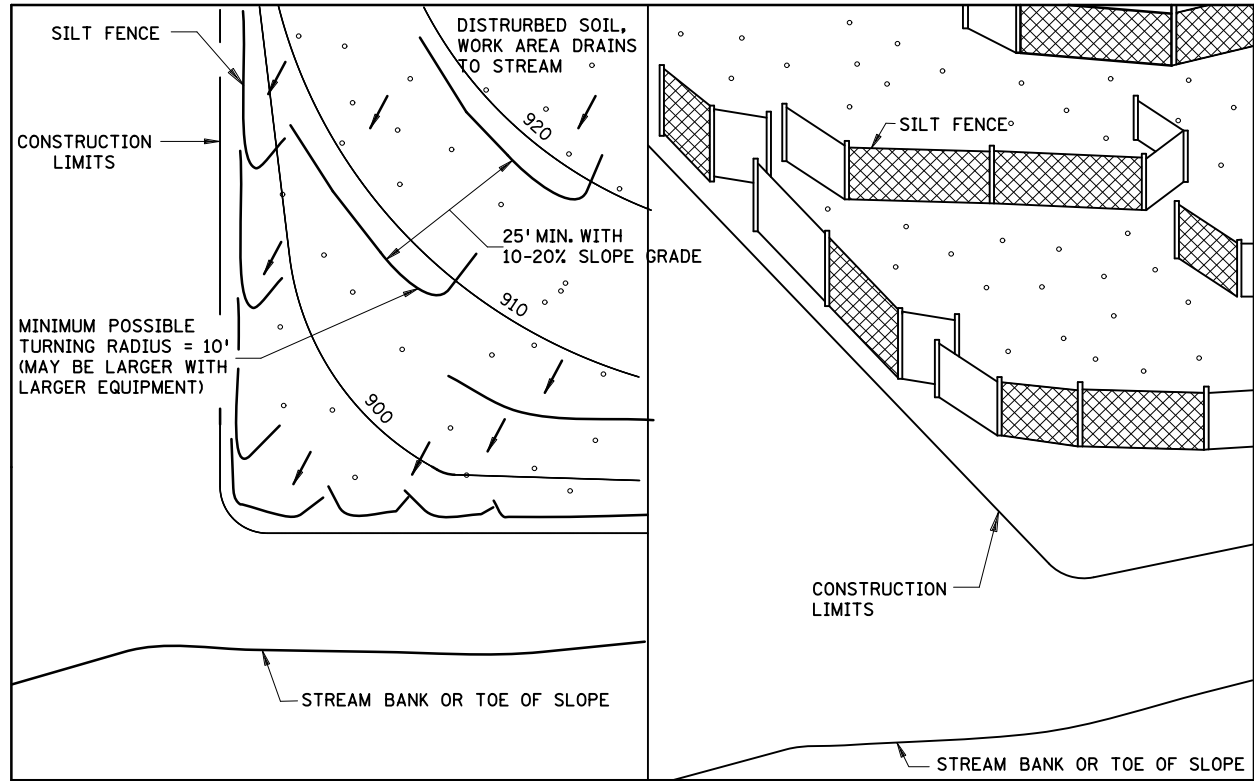 SILT FENCE
DISTRURBED SOIL,
WORK AREA DRAINS
TO STREAM
CONSTRUCTION
LIMITS
920
25' MIN. WITH
10-20% SLOPE GRADE
910
MINIMUM POSSIBLE
TURNING RADIUS = 10'
(MAY BE LARGER WITH
LARGER EQUIPMENT)
900
STREAM BANK OR TOE OF SLOPE
SILT FENCE
CONSTRUCTION
LIMITS
STREAM BANK OR TOE OF SLOPE